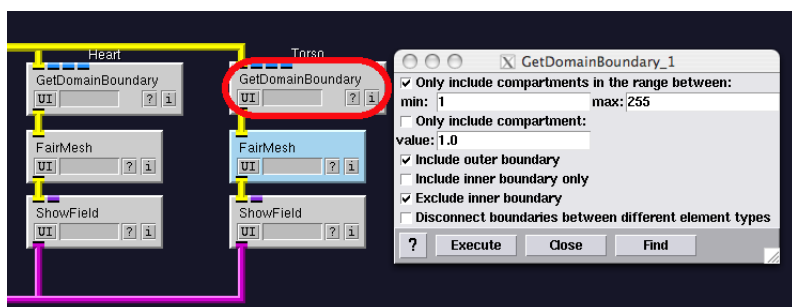 Heart
Torso
GetDomainBoundary
UI ? i
GetDomainBoundary
UI ? i
FairMesh
UI ? i
FairMesh
UI ? i
ShowField
UI ? i
ShowField
UI ? i
X GetDomainBoundary_1
Only include compartments in the range between:
min: 1 max: 255
Only include compartment:
value: 1.0
Include outer boundary
Include inner boundary only
Exclude inner boundary
Disconnect boundaries between different element types
? Execute Close Find